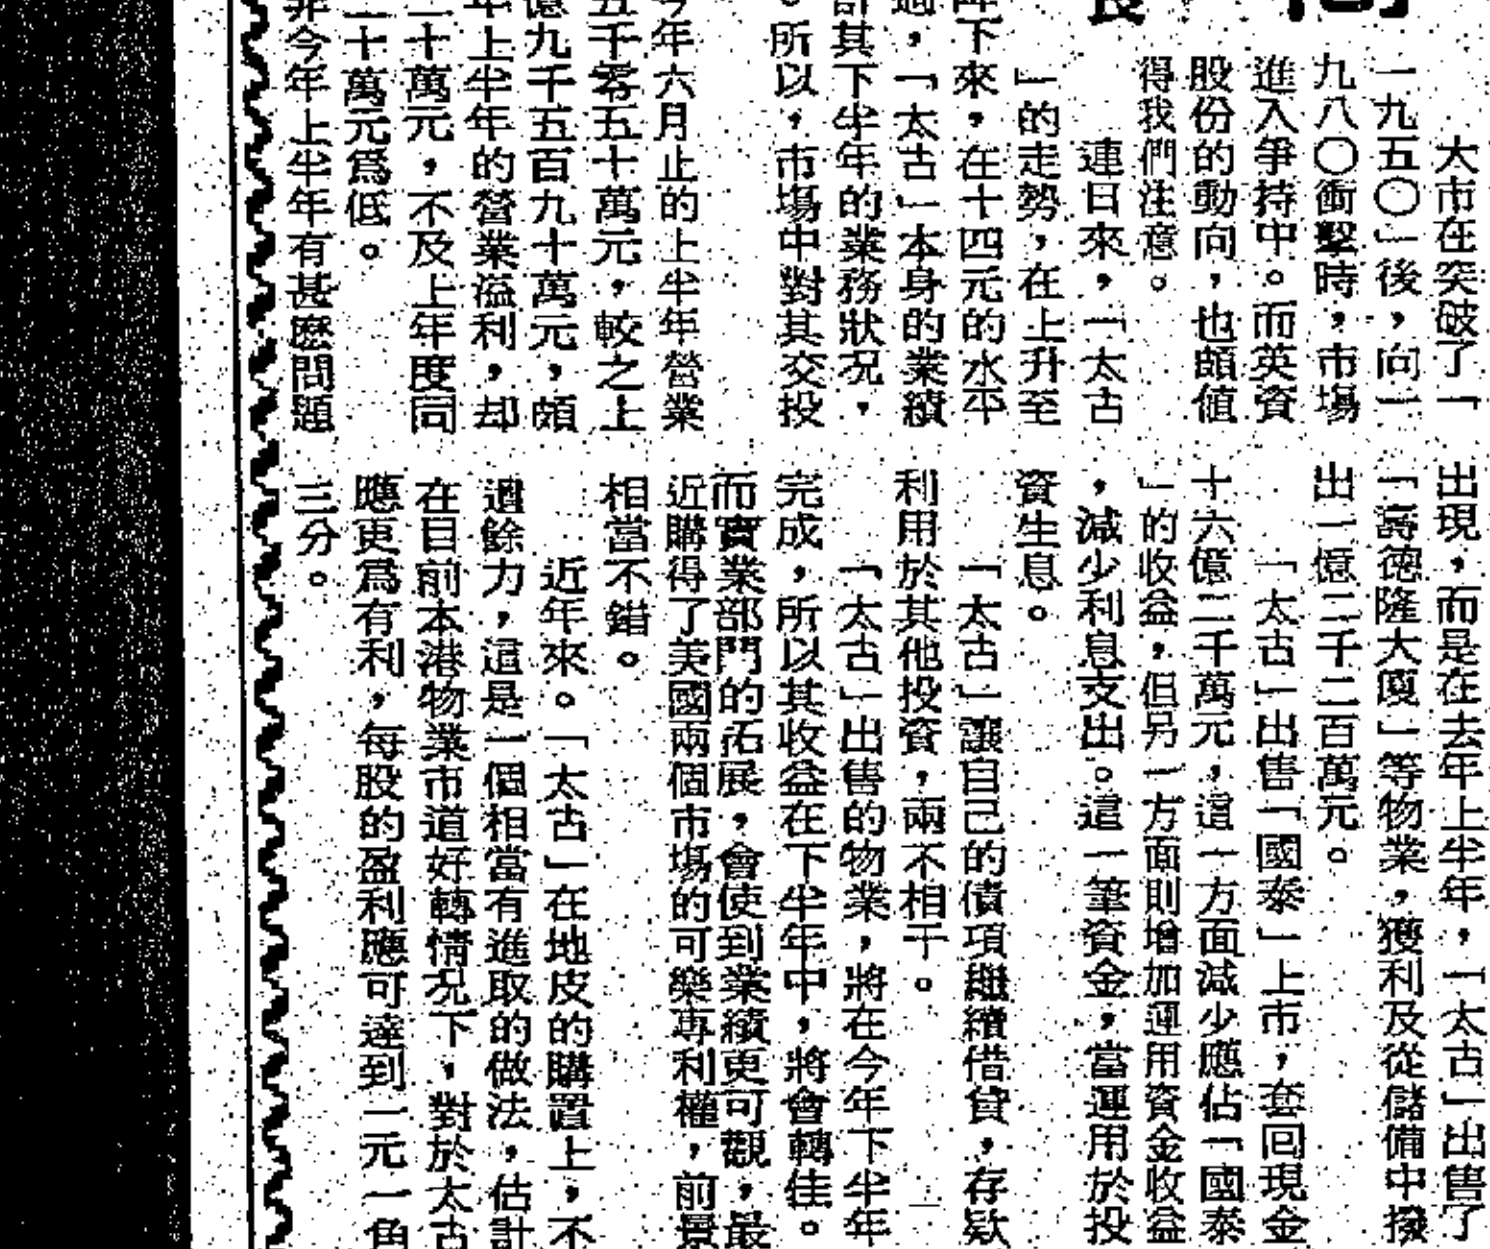 大市在突破了「
一九五〇」後,向一
九八〇衝擊時,市場
進入爭持中。而英資
股份的動向,也頗值
得我們注意。
連日來,「太古
」的走勢,在上升至
下來,在十四元的水平
,「太古」本身的業績
計其下半年的業務狀況,
。所以,市場中對其交投
今年六月止的上半年營業
五千零五十萬元,較之上
億九千五百九十萬元,頗
年上半年的營業溢利,却
二十萬元,不及上年度同
二十萬元爲低。
非今年上半年有甚麽問題
出現,而是在去年上半年,「太古」出售了
「壽德隆大廈」等物業,獲利及從儲備中撥
出一億二千二百萬元。
「太古」出售「國泰」上市,套回現金
十六億二千萬元,這一方面減少應佔「國泰
」的收益,但另一方面則增加運用資金收益
,減少利息支出。這一筆資金,當運用於投
資生息。
「太古」讓自己的債項繼續借貸,存欵
利用於其他投資,兩不相干。
「太古」出售的物業,將在今年下半年
完成,所以其收益在下半年中,將會轉佳。
而實業部門的拓展,會使到業績更可觀,最
近購得了美國兩個市場的可樂專利權,前景
相當不錯。
近年來。「太古」在地皮的購置上,不
遺餘力,這是一個相當有進取的做法,估計
在目前本港物業市道好轉情况下,對於太古
應更爲有利,每股的盈利應可達到一元一角
三分。